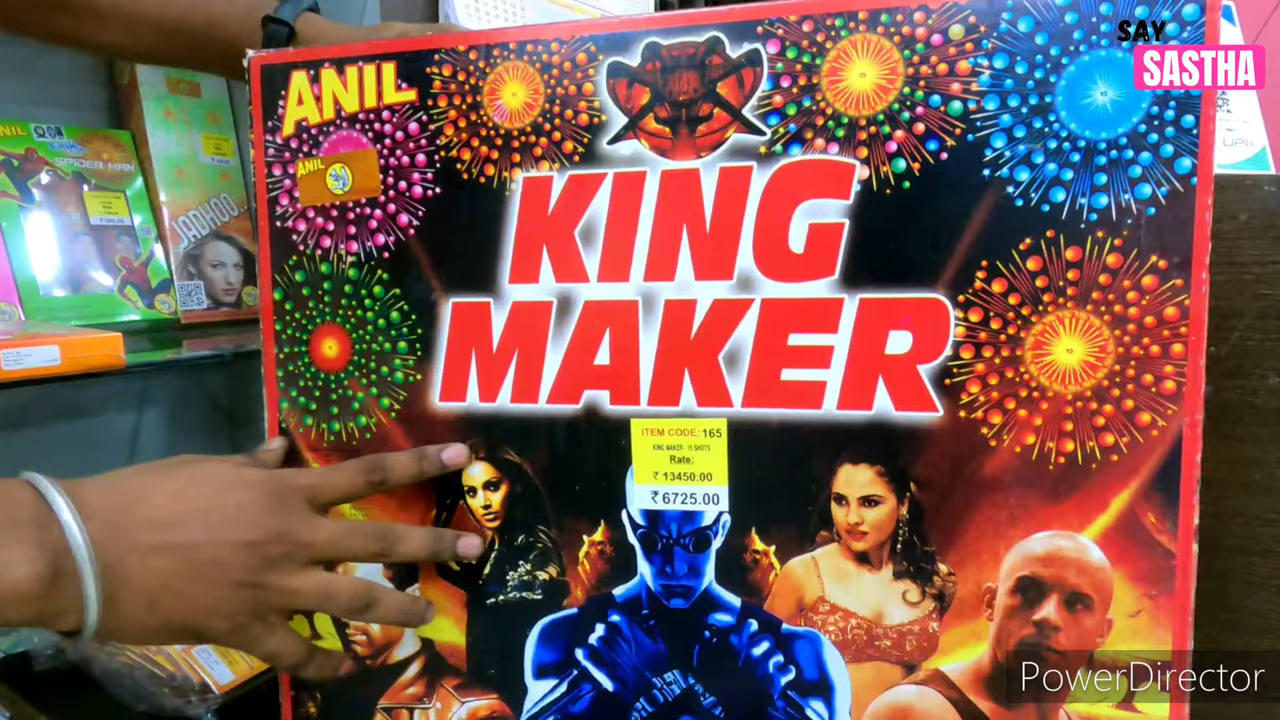 SAY
SASTHA
ANIL
ANIL
KING
MAKER
ITEM CODE: 165
KING MAKER- 15 SHOTS
Rate:
₹ 13450.00
₹ 6725.00
SPIDER-MAN
JADHOO...
UPI
PowerDirector